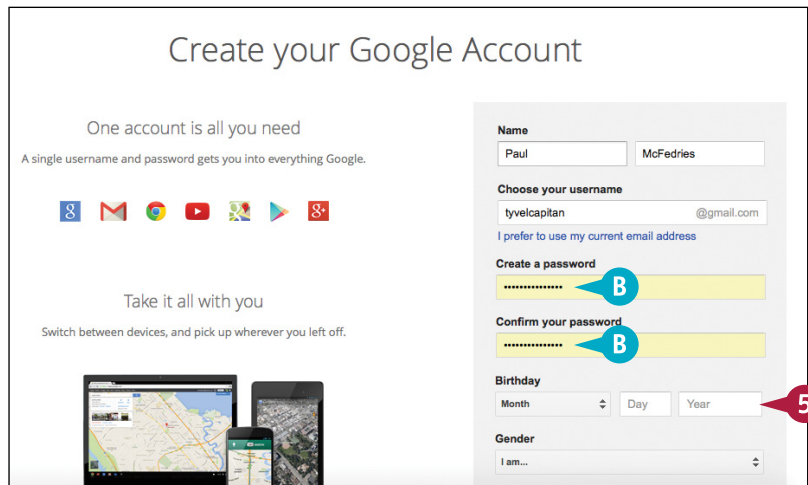 Create your Google Account
One account is all you need
A single username and password gets you into everything Google.
8 8+
Take it all with you
Switch between devices, and pick up wherever you left off.
Name
Paul McFedries
Choose your username
tyvelcapitan @gmail.com
I prefer to use my current email address
Create a password
••••••••••••••• B
Confirm your password
••••••••••••••• B
Birthday
Month Day Year 5
Gender
I am...